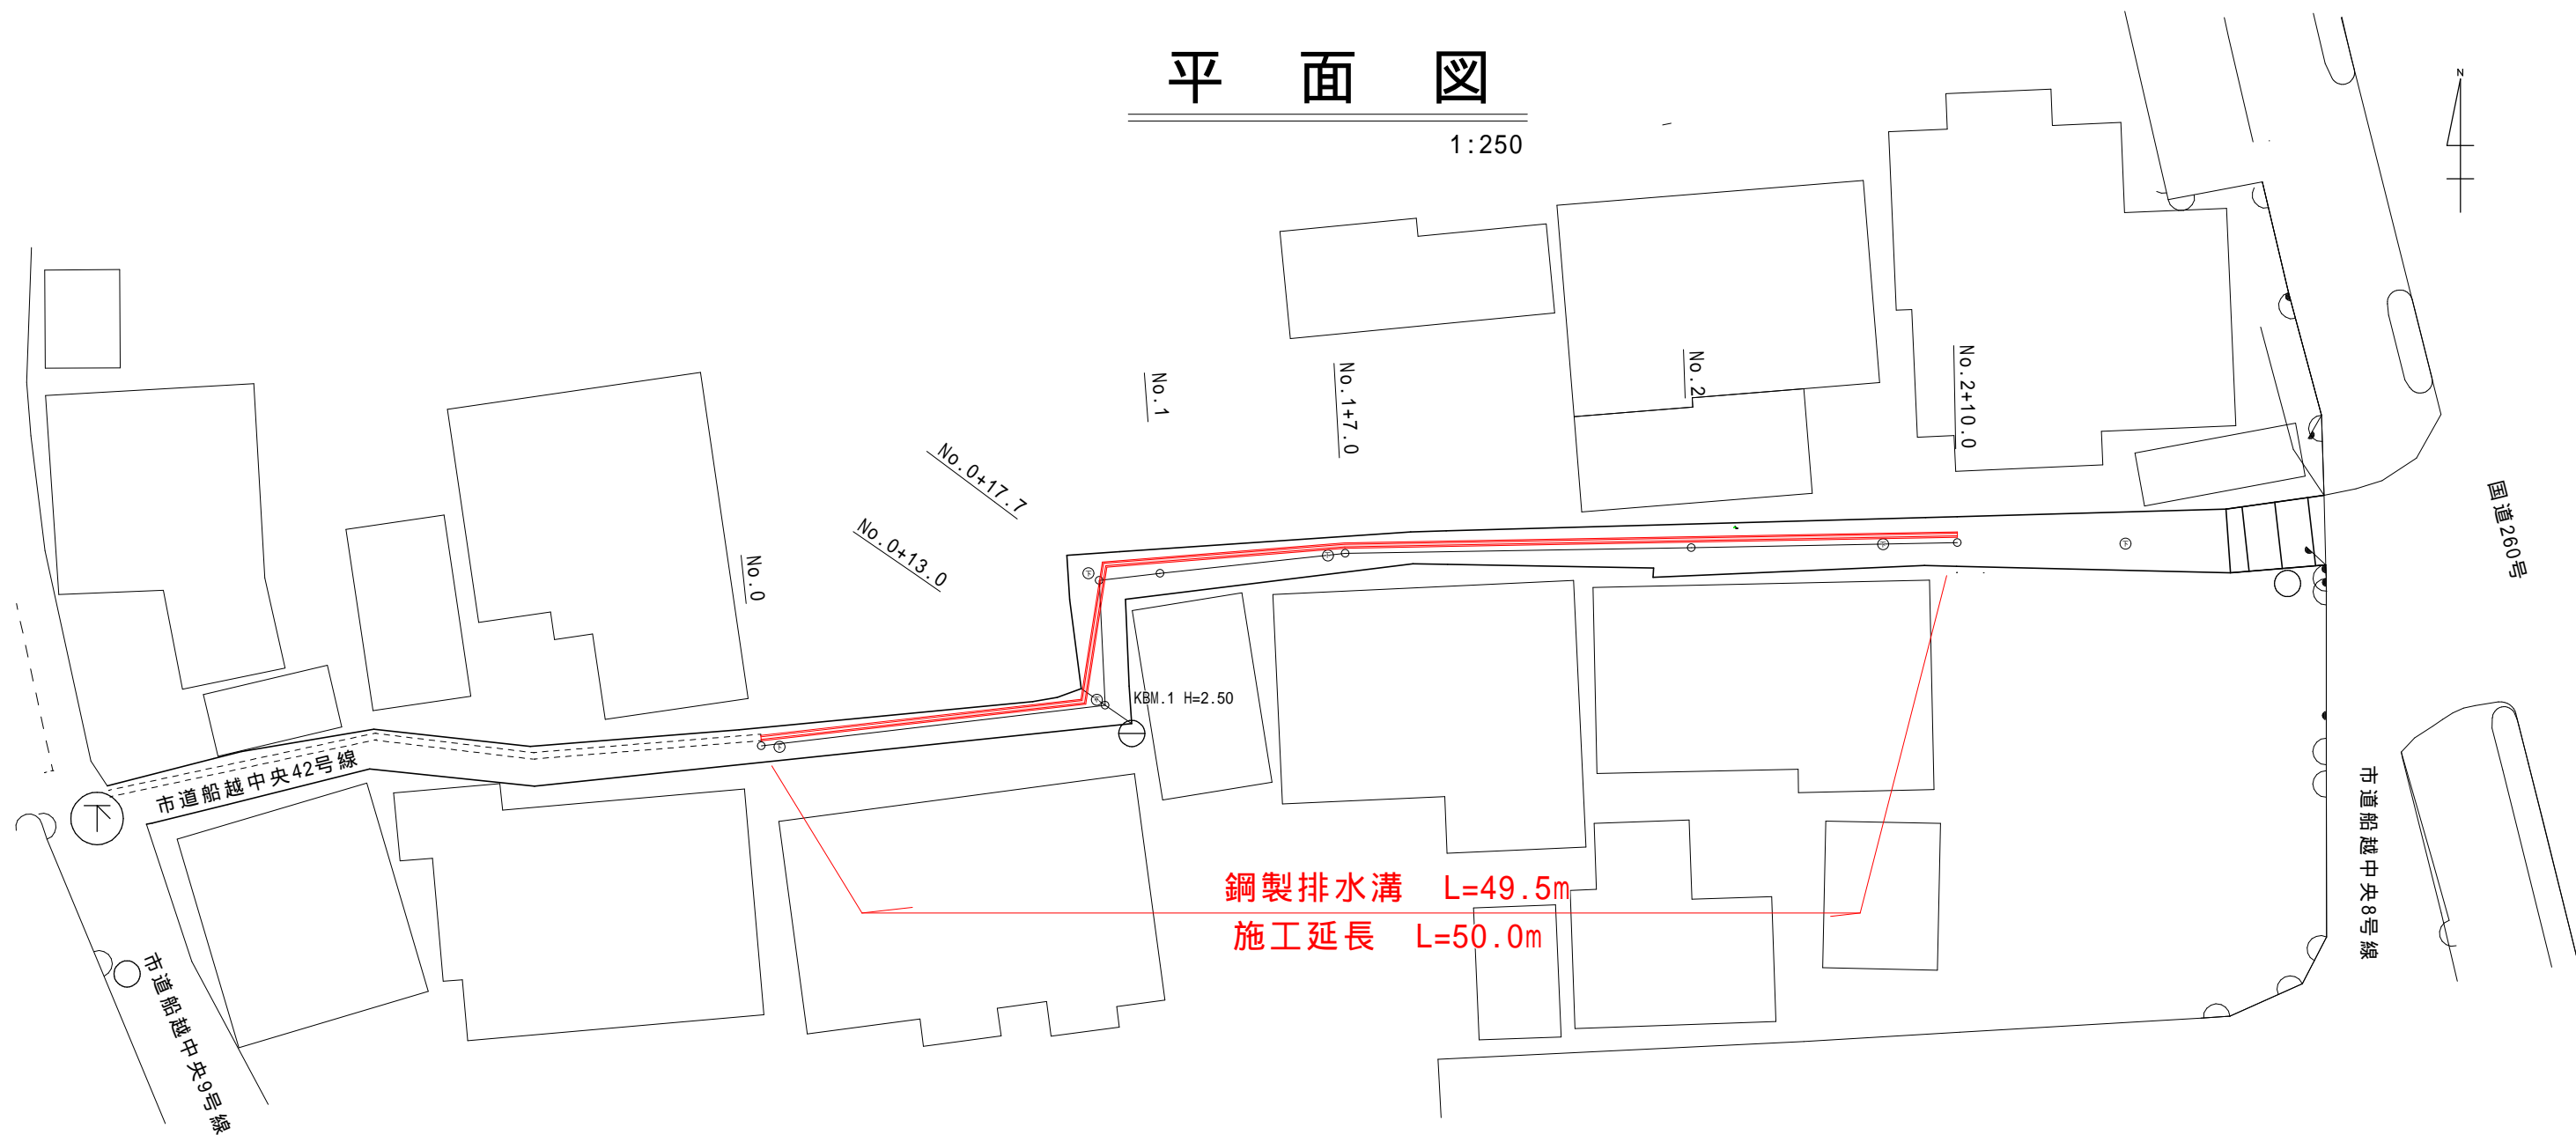 平面図
1:250
N
No.0
No.0+13.0
No.0+17.7
No.1
No.1+7.0
No.2
No.2+10.0
国道260号
KBM.1 H=2.50
市道船越中央42号線
下
市道船越中央9号線
市道船越中央8号線
鋼製排水溝 L=49.5m
施工延長 L=50.0m